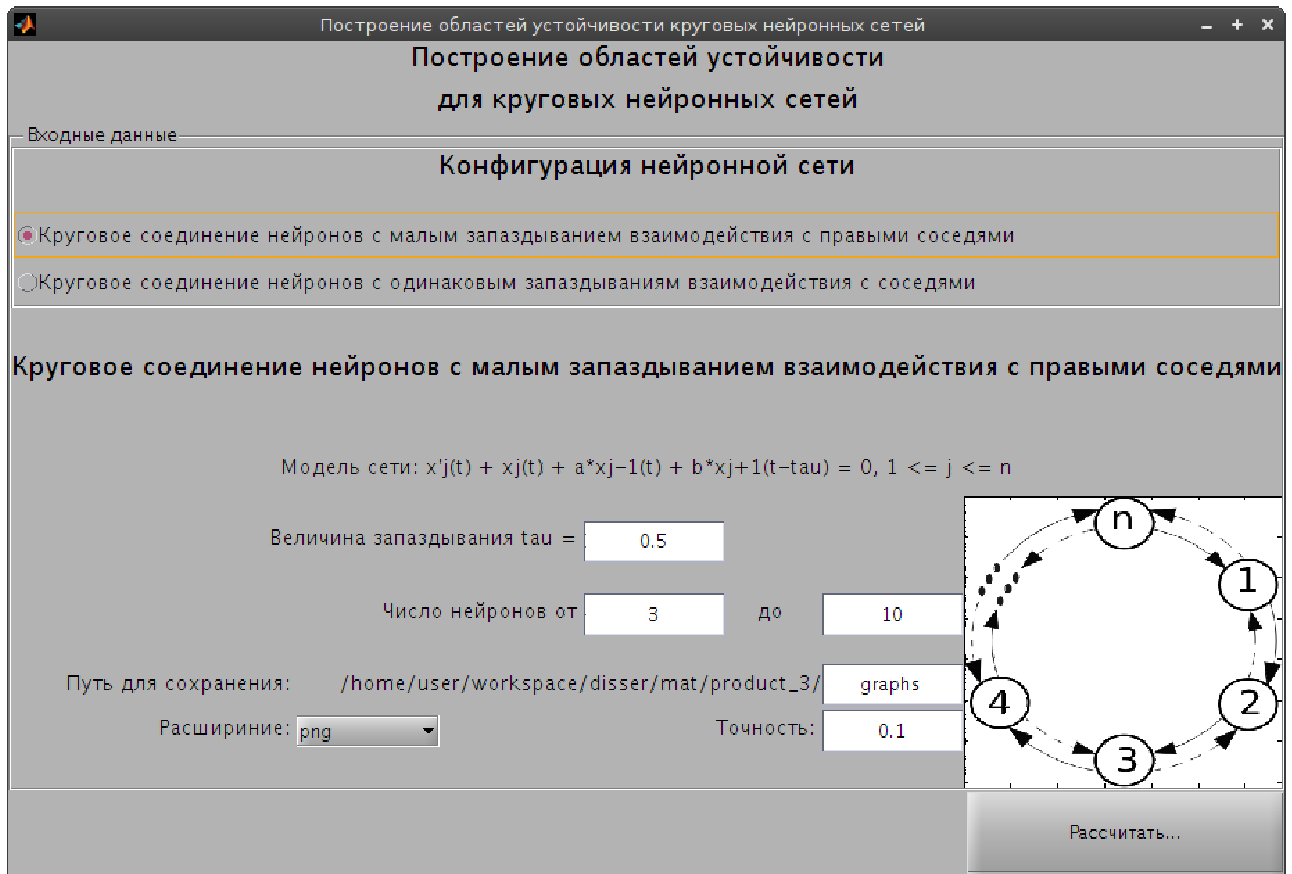 Построение областей устойчивости круговых нейронных сетей
Построение областей устойчивости
для круговых нейронных сетей
Входные данные
Конфигурация нейронной сети
Круговое соединение нейронов с малым запаздыванием взаимодействия с правыми соседями
Круговое соединение нейронов с одинаковым запаздываниям взаимодействия с соседями
Круговое соединение нейронов с малым запаздыванием взаимодействия с правыми соседями
Модель сети: x'j(t) + xj(t) + a*xj-1(t) + b*xj+1(t-tau) = 0, 1 <= j <= n
Величина запаздывания tau = 0.5
Число нейронов от 3 до 10
Путь для сохранения: /home/user/workspace/disser/mat/product_3/ graphs
Расшириние: png Точность: 0.1
n
1
2
3
4
Рассчитать...